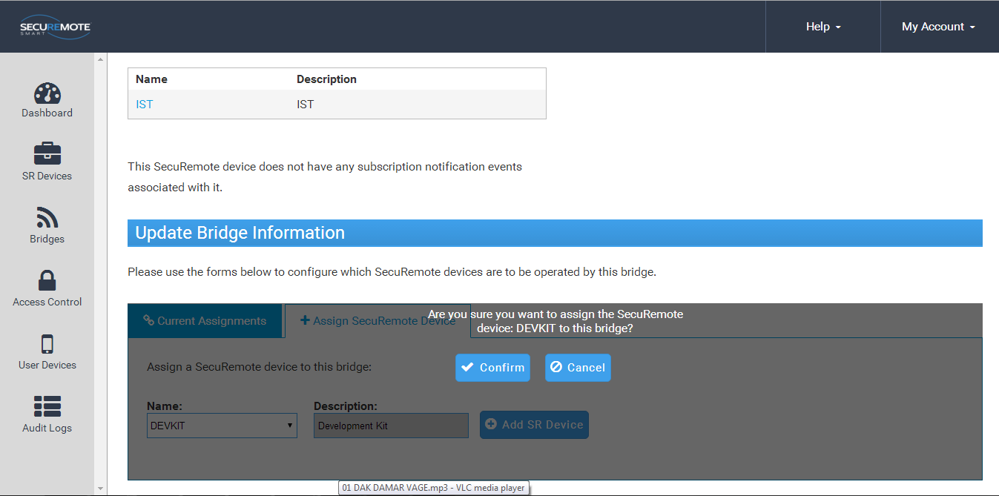 SECUREMOTE
SMART
Help
My Account
Dashboard
SR Devices
Bridges
Access Control
User Devices
Audit Logs
Name Description
IST IST
This SecuRemote device does not have any subscription notification events
associated with it.
Update Bridge Information
Please use the forms below to configure which SecuRemote devices are to be operated by this bridge.
Current Assignments
Assign SecuRemote Device
Are you sure you want to assign the SecuRemote
device: DEVKIT to this bridge?
Assign a SecuRemote device to this bridge:
Confirm Cancel
Name: Description:
DEVKIT Development Kit Add SR Device
01 DAK DAMAR VAGE.mp3 - VLC media player